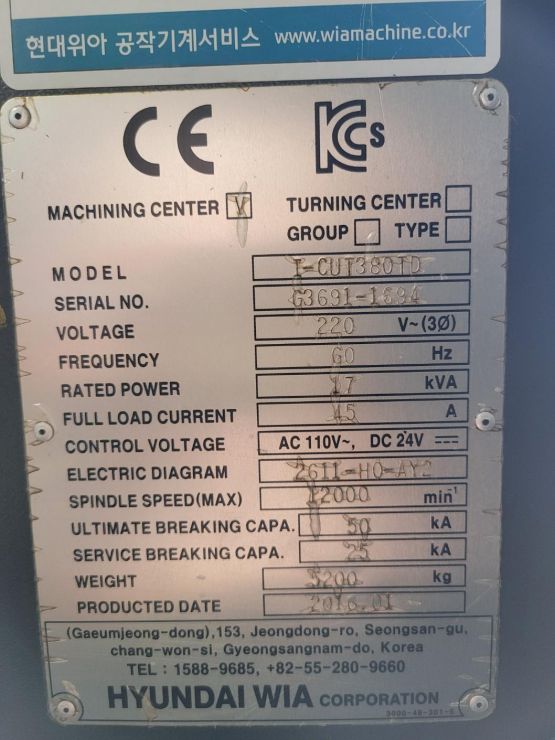 현대위아 공작기계서비스 www.wiamachine.co.kr
CE KCs
MACHINING CENTER V TURNING CENTER
GROUP TYPE
MODEL I-CUT380TD
SERIAL NO. G3691-1694
VOLTAGE 220 V~(3Ø)
FREQUENCY 60 Hz
RATED POWER 17 kVA
FULL LOAD CURRENT 45 A
CONTROL VOLTAGE AC 110V~, DC 24V
ELECTRIC DIAGRAM 26II-H0-AY2
SPINDLE SPEED(MAX) 12000 min⁻¹
ULTIMATE BREAKING CAPA. 50 kA
SERVICE BREAKING CAPA. 25 kA
WEIGHT 5200 kg
PRODUCTED DATE 2016.01
(Gaeumjeong-dong),153, Jeongdong-ro, Seongsan-gu,
chang-won-si, Gyeongsangnam-do, Korea
TEL : 1588-9685, +82-55-280-9660
HYUNDAI WIA CORPORATION